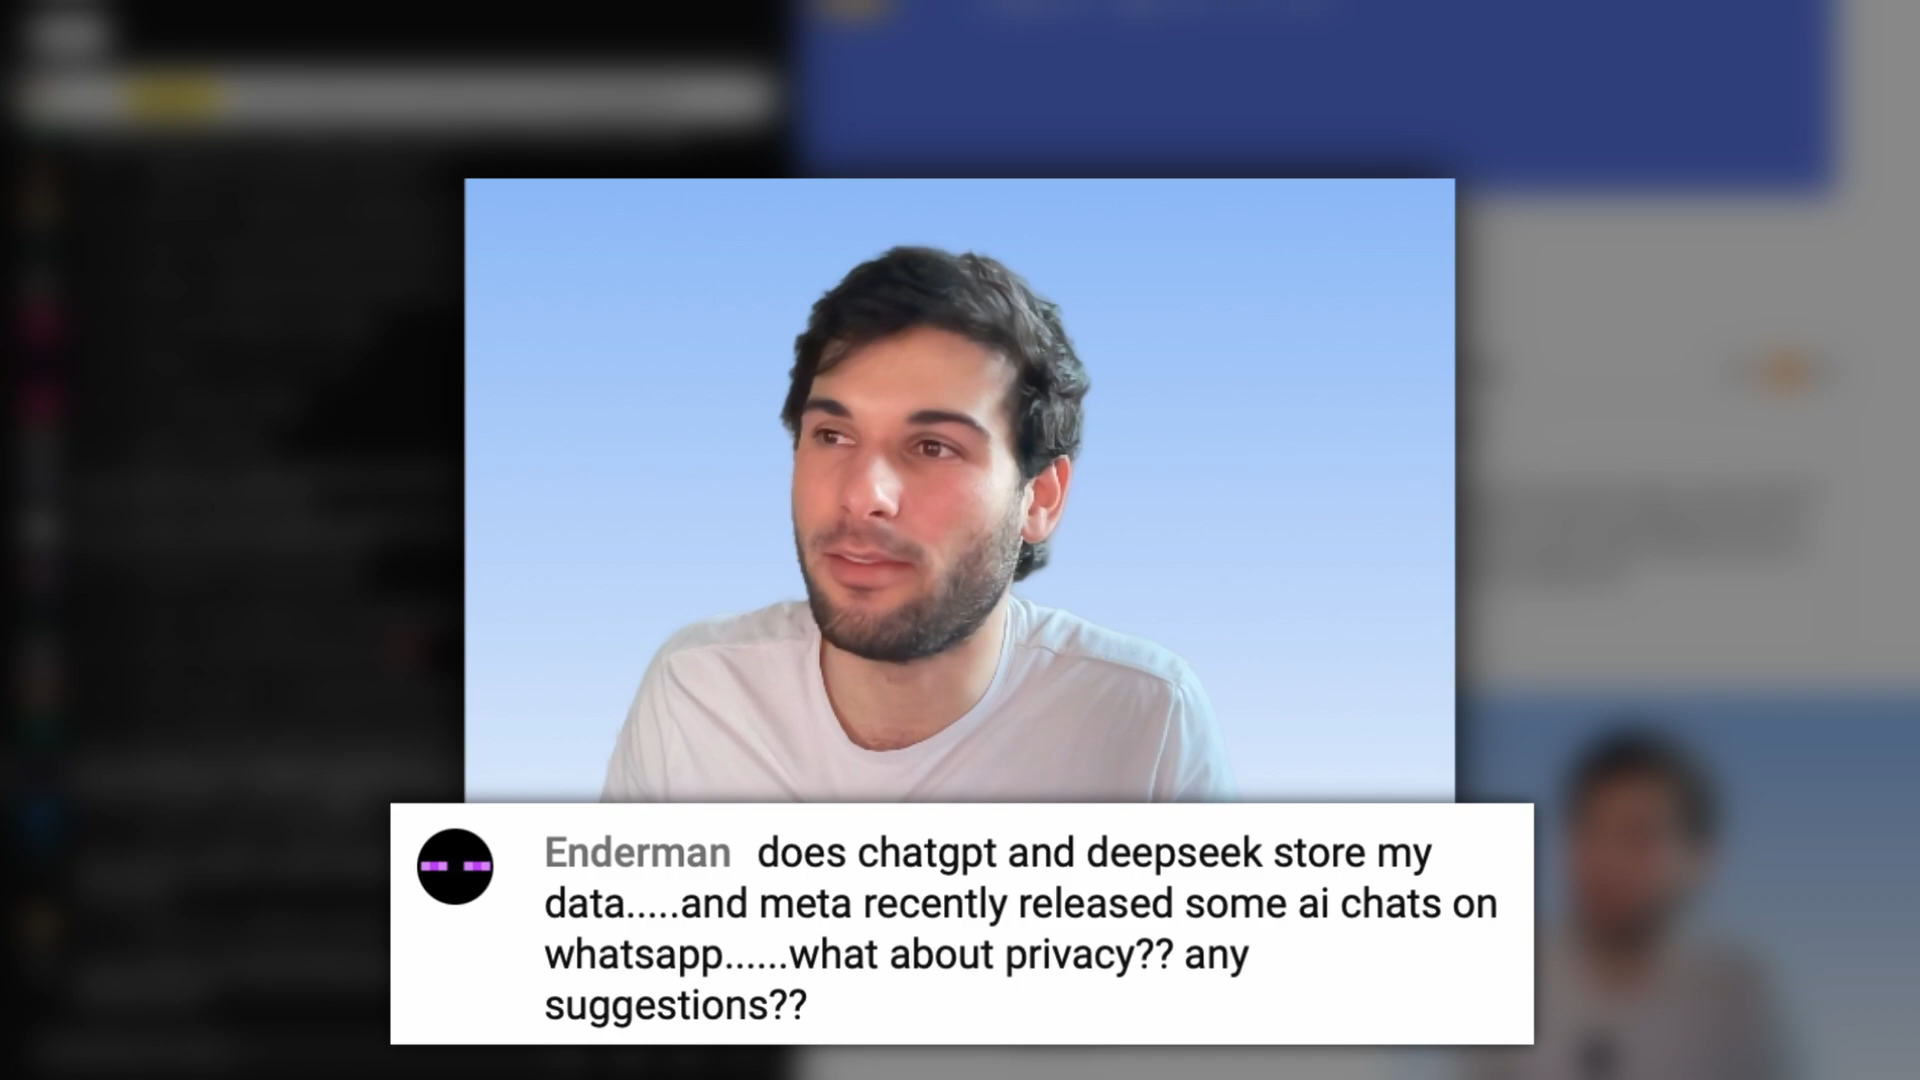 Enderman does chatgpt and deepseek store my
data.....and meta recently released some ai chats on
whatsapp......what about privacy?? any
suggestions??